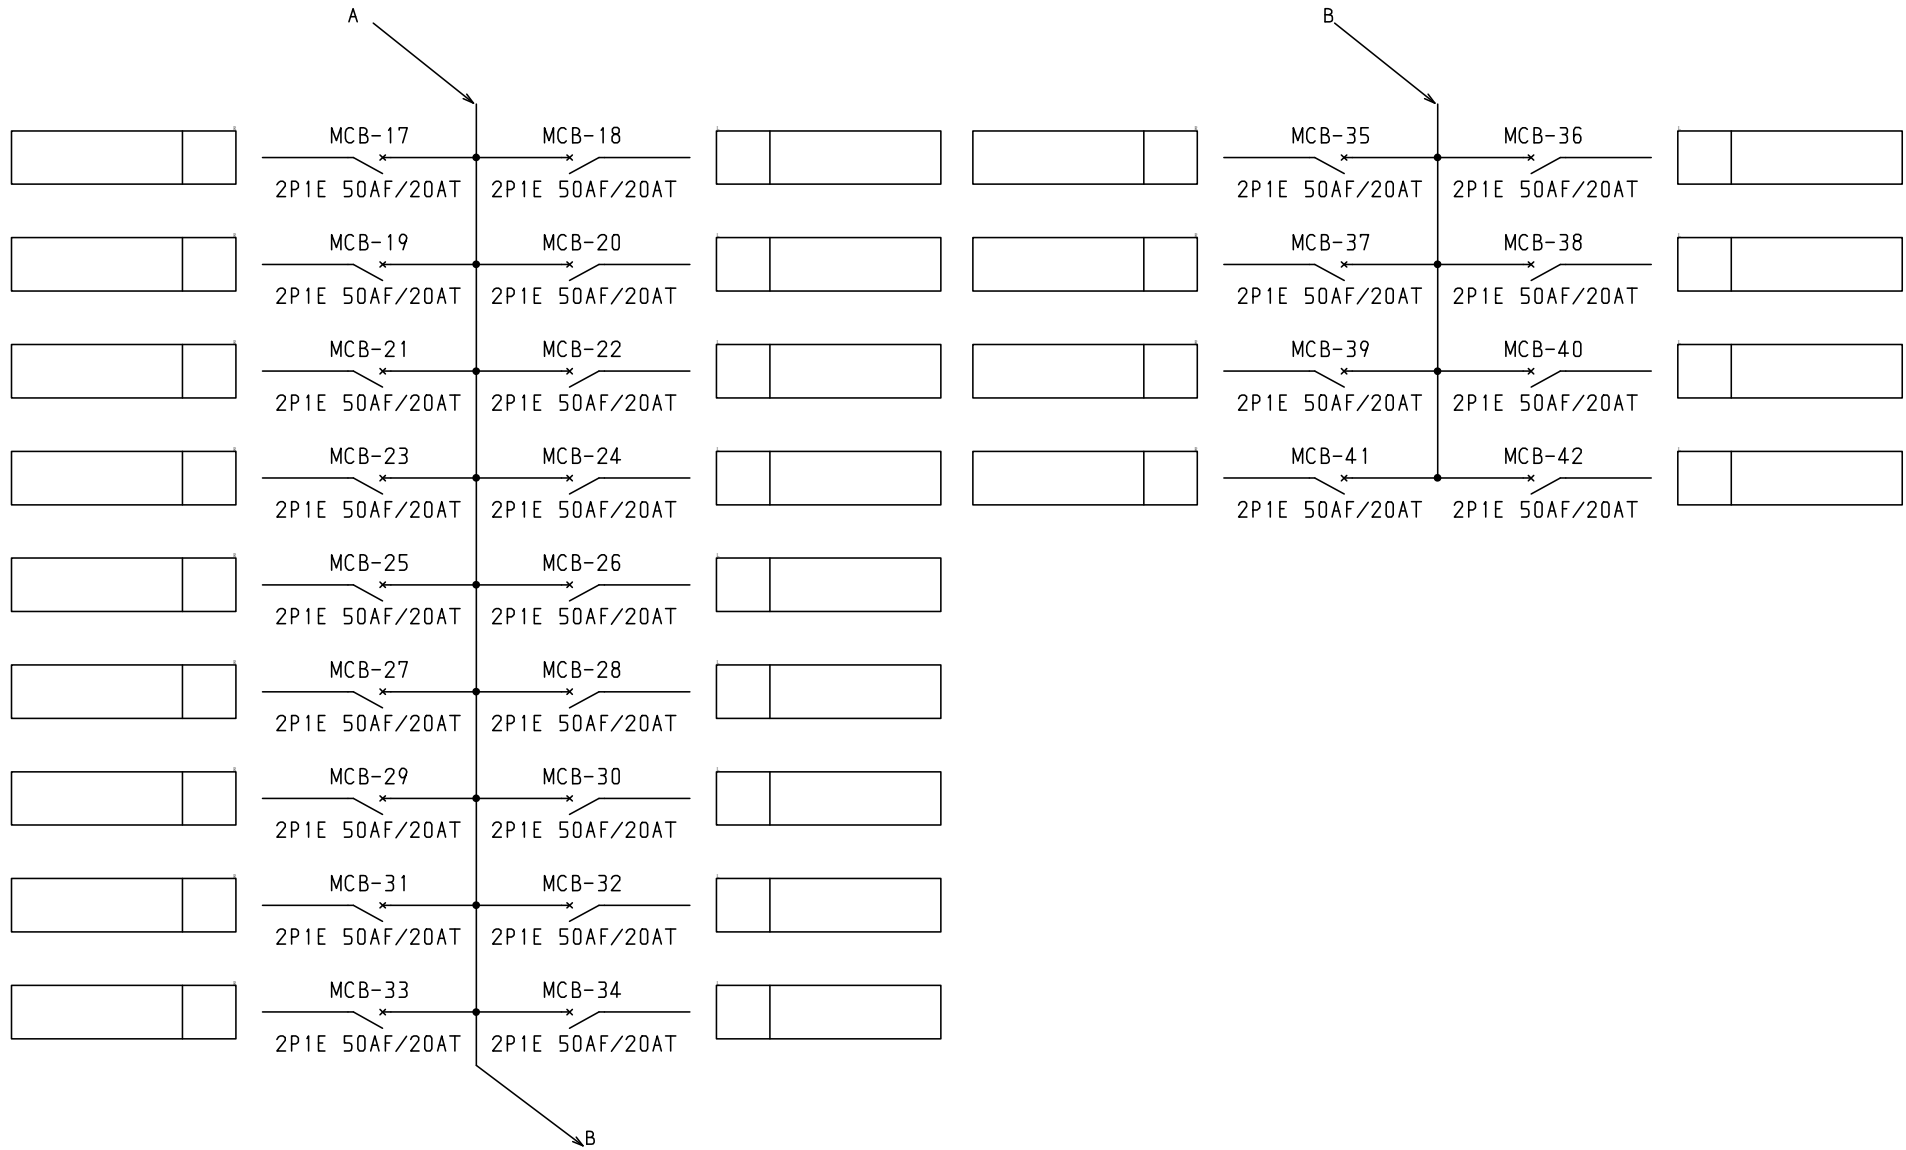 A
MCB-17 MCB-18
2P1E 50AF/20AT 2P1E 50AF/20AT
MCB-19 MCB-20
2P1E 50AF/20AT 2P1E 50AF/20AT
MCB-21 MCB-22
2P1E 50AF/20AT 2P1E 50AF/20AT
MCB-23 MCB-24
2P1E 50AF/20AT 2P1E 50AF/20AT
MCB-25 MCB-26
2P1E 50AF/20AT 2P1E 50AF/20AT
MCB-27 MCB-28
2P1E 50AF/20AT 2P1E 50AF/20AT
MCB-29 MCB-30
2P1E 50AF/20AT 2P1E 50AF/20AT
MCB-31 MCB-32
2P1E 50AF/20AT 2P1E 50AF/20AT
MCB-33 MCB-34
2P1E 50AF/20AT 2P1E 50AF/20AT
B
B
MCB-35 MCB-36
2P1E 50AF/20AT 2P1E 50AF/20AT
MCB-37 MCB-38
2P1E 50AF/20AT 2P1E 50AF/20AT
MCB-39 MCB-40
2P1E 50AF/20AT 2P1E 50AF/20AT
MCB-41 MCB-42
2P1E 50AF/20AT 2P1E 50AF/20AT